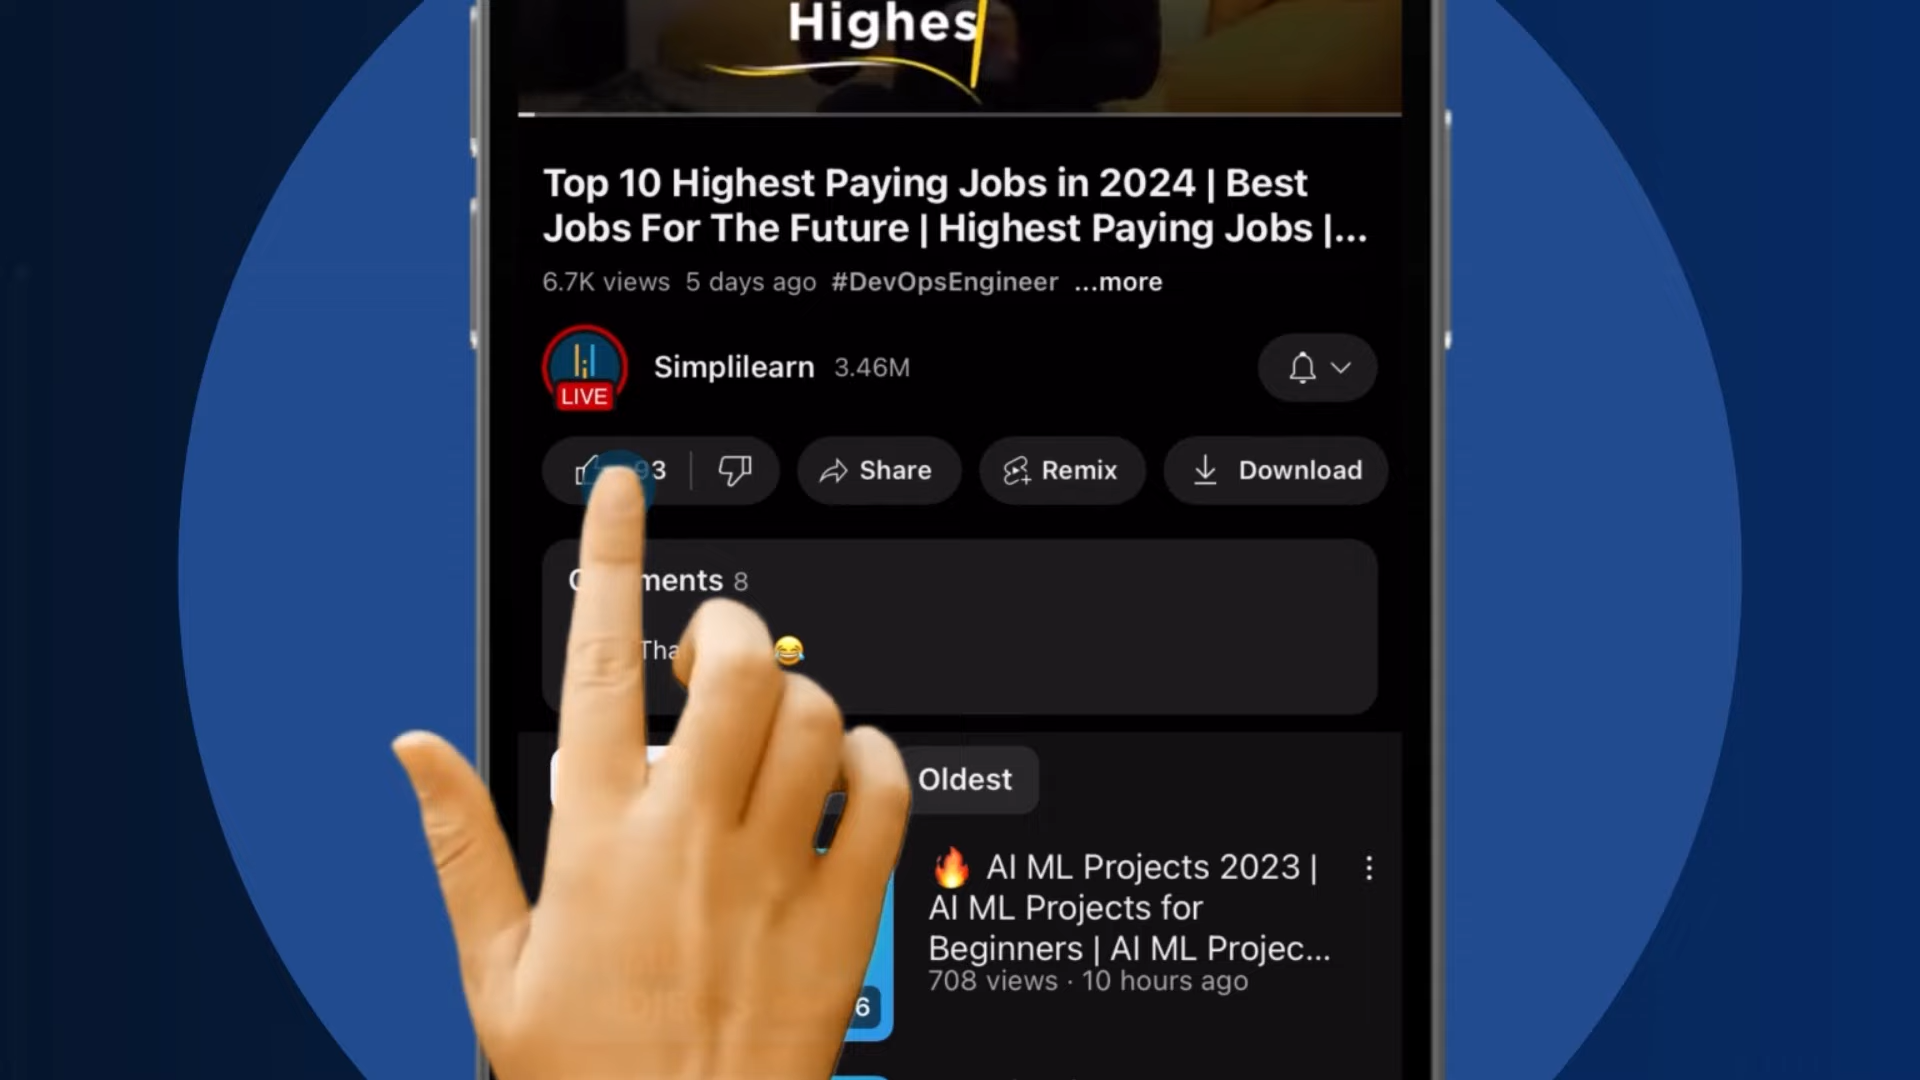 Highes
Top 10 Highest Paying Jobs in 2024 | Best
Jobs For The Future | Highest Paying Jobs |...
6.7K views 5 days ago #DevOpsEngineer ...more
LIVE
Simplilearn 3.46M
93 Share Remix Download
8
😂
Oldest
🔥 AI ML Projects 2023 |
AI ML Projects for
Beginners | AI ML Projec...
708 views · 10 hours ago
6